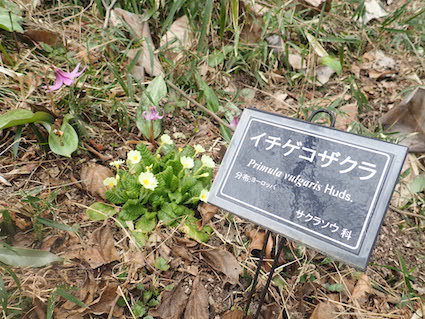 イチゲコザクラ
Primula vulgaris Huds.
分布:ヨーロッパ
サクラソウ 科